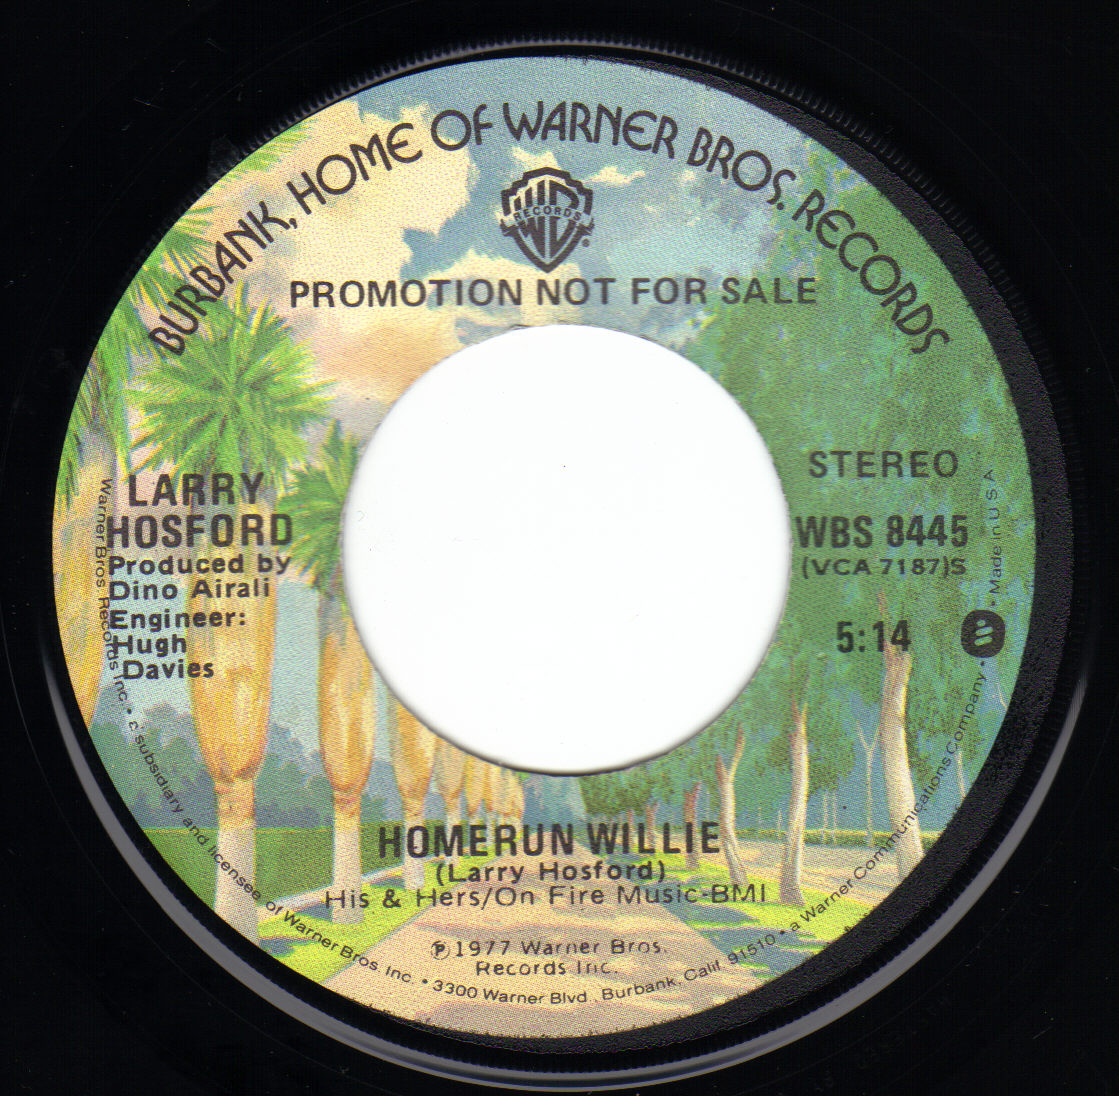 BURBANK, HOME OF WARNER BROS. RECORDS
W RECORDS ®
PROMOTION NOT FOR SALE
LARRY
HOSFORD
Produced by
Dino Airali
Engineer:
Hugh
Davies
STEREO
WBS 8445
(VCA 7187)S
5:14
HOMERUN WILLIE
(Larry Hosford)
His & Hers/On Fire Music-BMI
℗1977 Warner Bros.
Records Inc.
Warner Bros. Records Inc. • a subsidiary and licensee of Warner Bros. Inc. • 3300 Warner Blvd., Burbank, Calif. 91510 • a Warner Communications Company • • Made in U S A